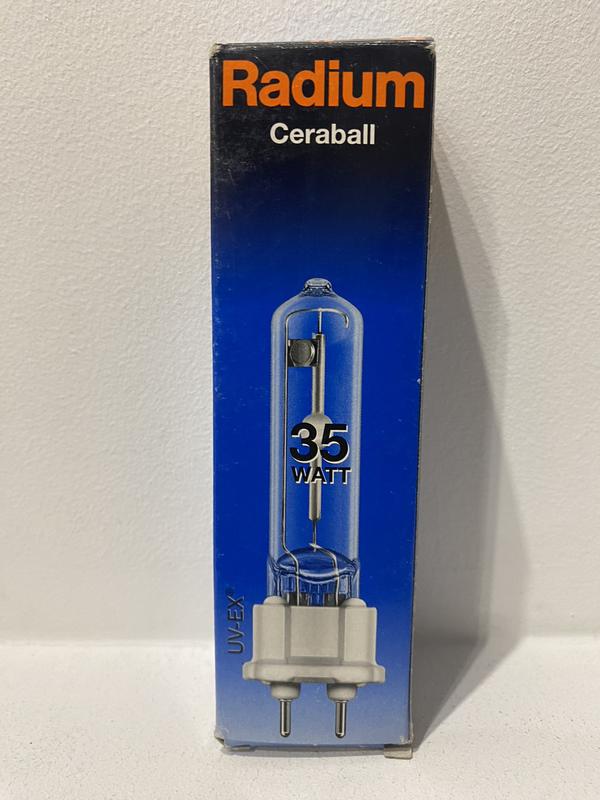 Radium
Ceraball
35
WATT
UV-EX®